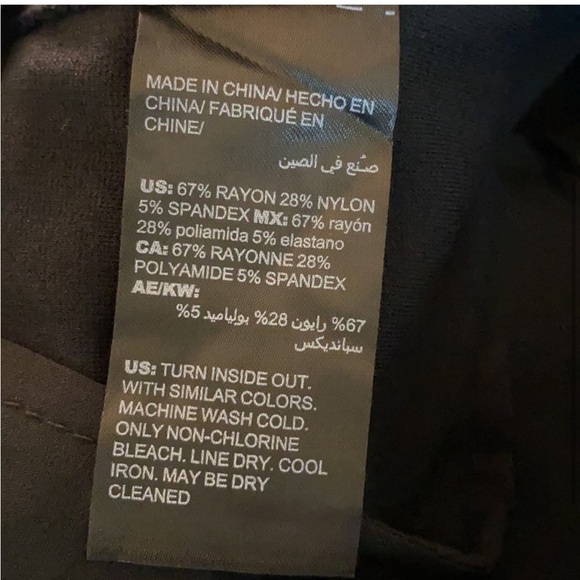 MADE IN CHINA/ HECHO EN
CHINA/ FABRIQUÉ EN
CHINE/
صُنع في الصين
US: 67% RAYON 28% NYLON
5% SPANDEX MX: 67% rayón
28% poliamida 5% elastano
CA: 67% RAYONNE 28%
POLYAMIDE 5% SPANDEX
AE/KW:
67% رايون 28% بولياميد 5%
سبانديكس
US: TURN INSIDE OUT.
WITH SIMILAR COLORS.
MACHINE WASH COLD.
ONLY NON-CHLORINE
BLEACH. LINE DRY. COOL
IRON. MAY BE DRY
CLEANED